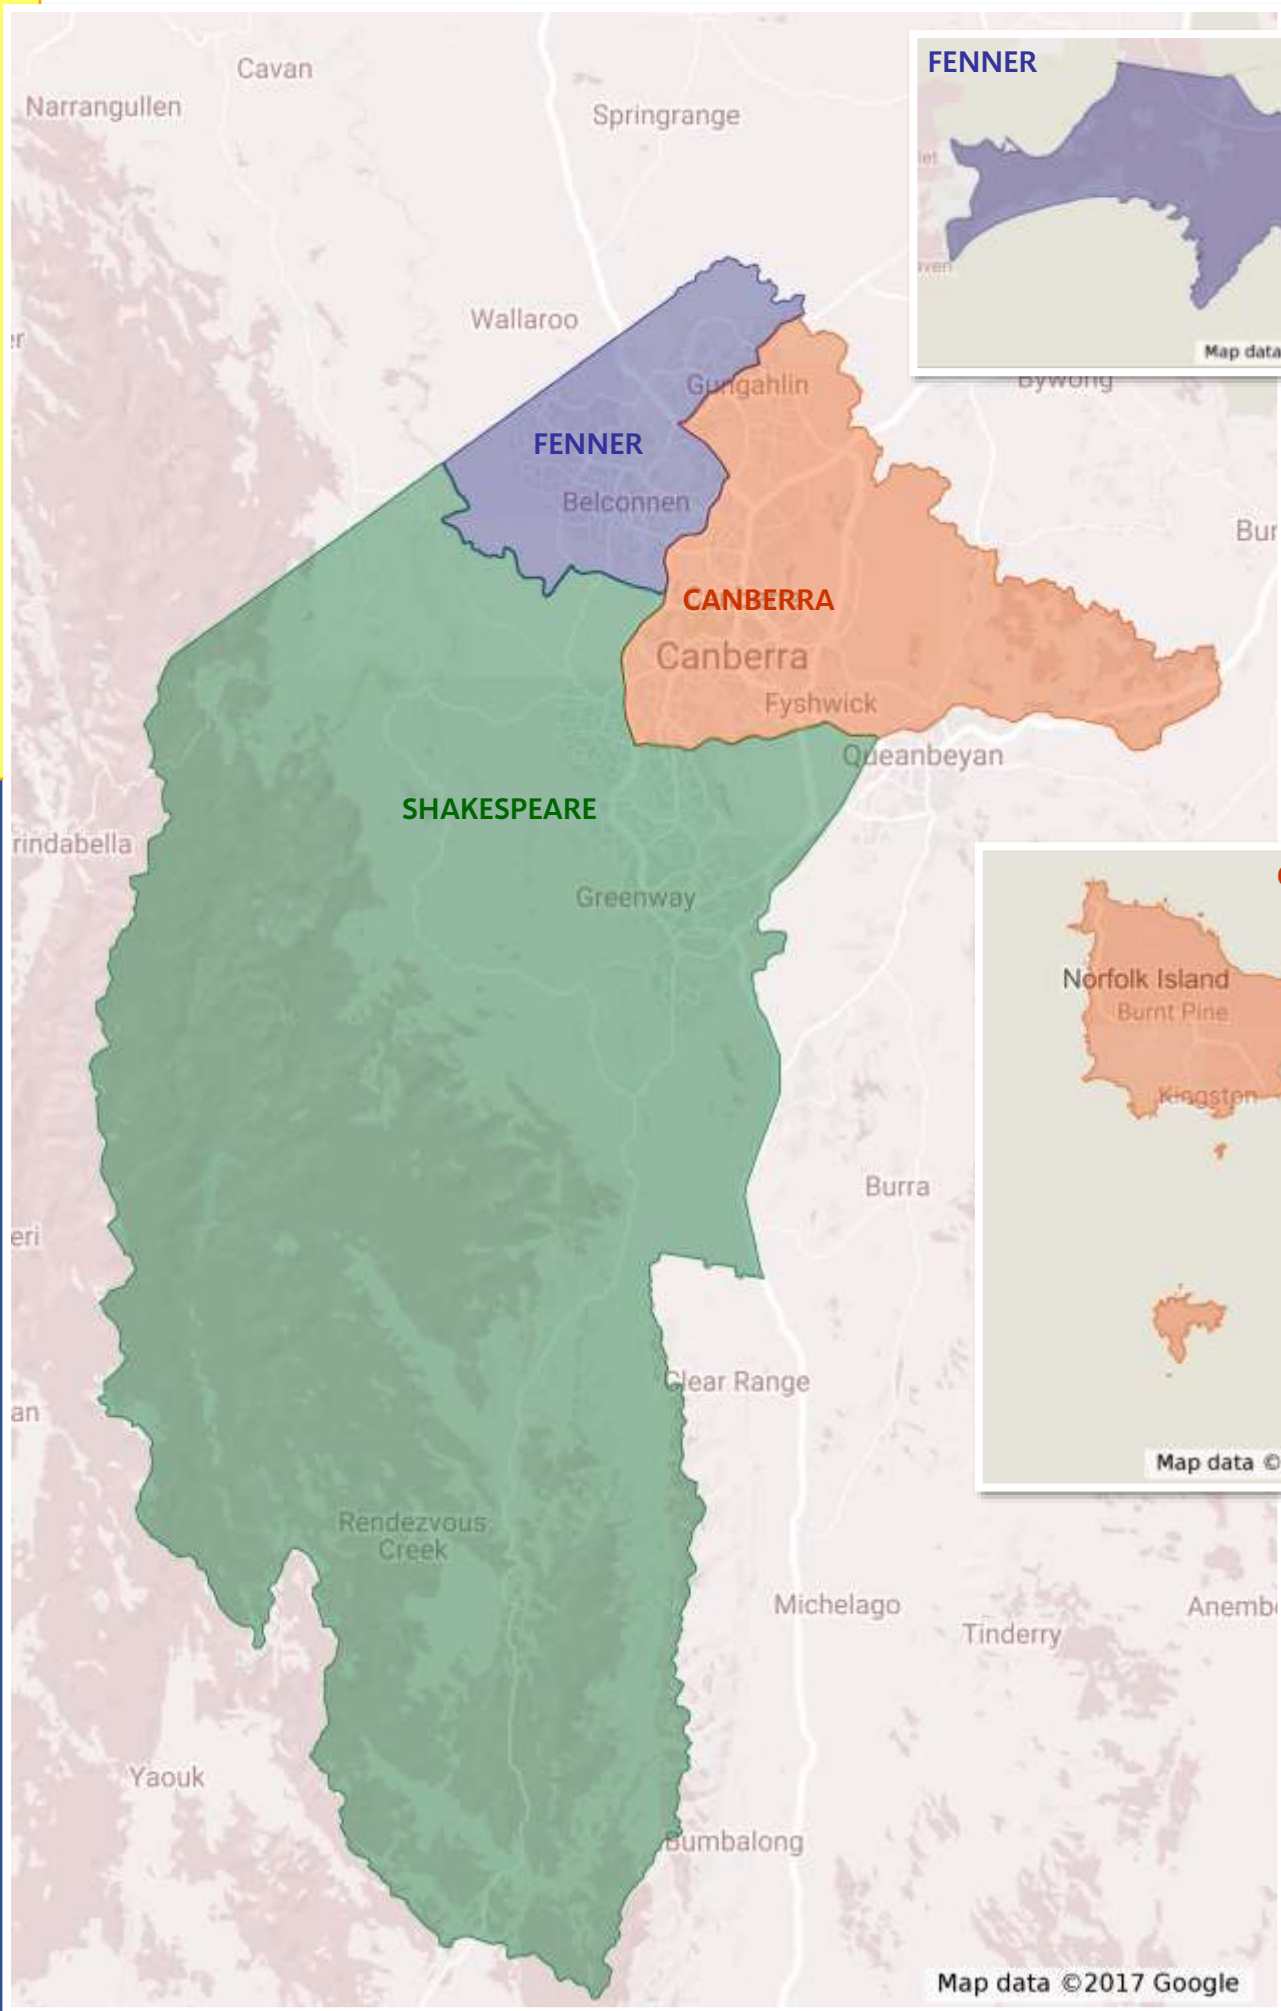 Cavan
Narrangullen
Springrange
FENNER
Map data
Wallaroo
Gungahlin
Bywong
FENNER
Belconnen
CANBERRA
Canberra
Fyshwick
Queanbeyan
SHAKESPEARE
rindabella
Greenway
Norfolk Island
Burnt Pine
Kingston
Burra
eri
Clear Range
an
Map data ©
Rendezvous
Creek
Michelago
Tinderry
Yaouk
Bumbalong
Map data ©2017 Google